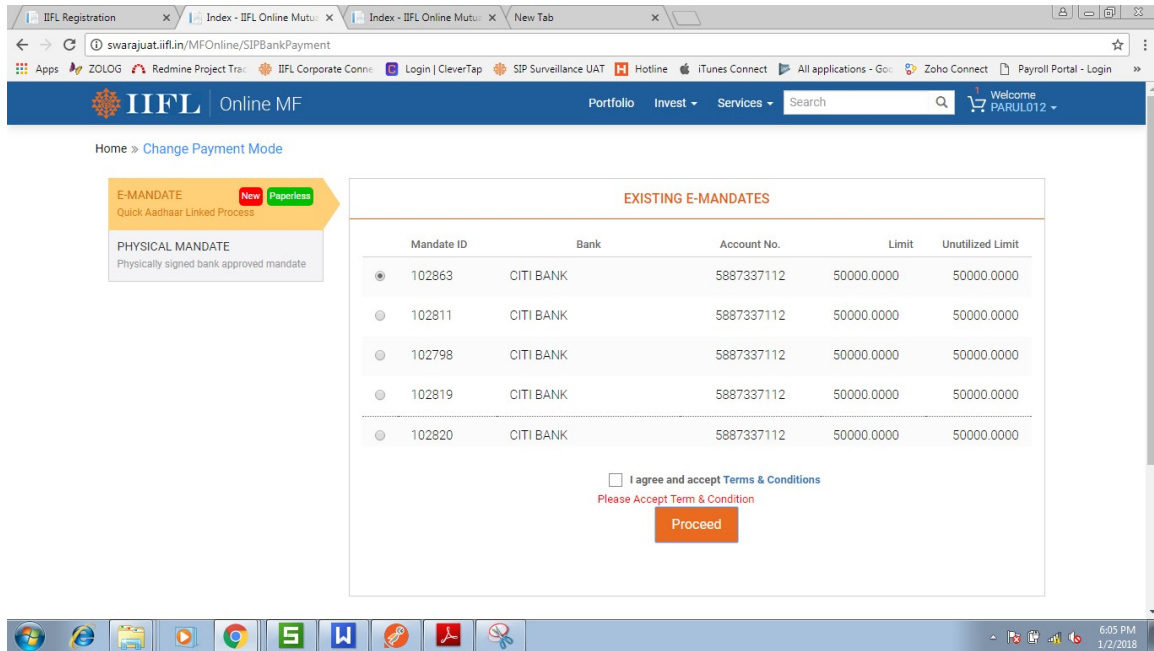 IIFL Registration
Index - IIFL Online Mutua
Index - IIFL Online Mutua
New Tab
swarajuat.iifl.in/MFOnline/SIPBankPayment
Apps ZOLOG Redmine Project Trac IIFL Corporate Conne Login | CleverTap SIP Surveillance UAT Hotline iTunes Connect All applications - Goo Zoho Connect Payroll Portal - Login »
IIFL Online MF Portfolio Invest Services Search 1 Welcome
PARUL012
Home » Change Payment Mode
E-MANDATE New Paperless
Quick Aadhaar Linked Process
PHYSICAL MANDATE
Physically signed bank approved mandate
EXISTING E-MANDATES
Mandate ID Bank Account No. Limit Unutilized Limit
102863 CITI BANK 5887337112 50000.0000 50000.0000
102811 CITI BANK 5887337112 50000.0000 50000.0000
102798 CITI BANK 5887337112 50000.0000 50000.0000
102819 CITI BANK 5887337112 50000.0000 50000.0000
102820 CITI BANK 5887337112 50000.0000 50000.0000
I agree and accept Terms & Conditions
Please Accept Term & Condition
Proceed
6:05 PM
1/2/2018